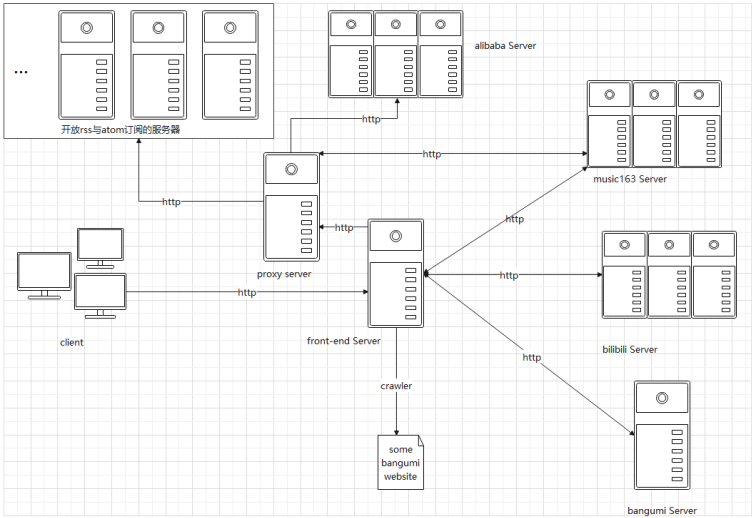 ...
开放rss与atom订阅的服务器
alibaba Server
http
http
music163 Server
http
http
http
proxy server
http
http
client
front-end Server
bilibili Server
http
crawler
some
bangumi
website
bangumi Server